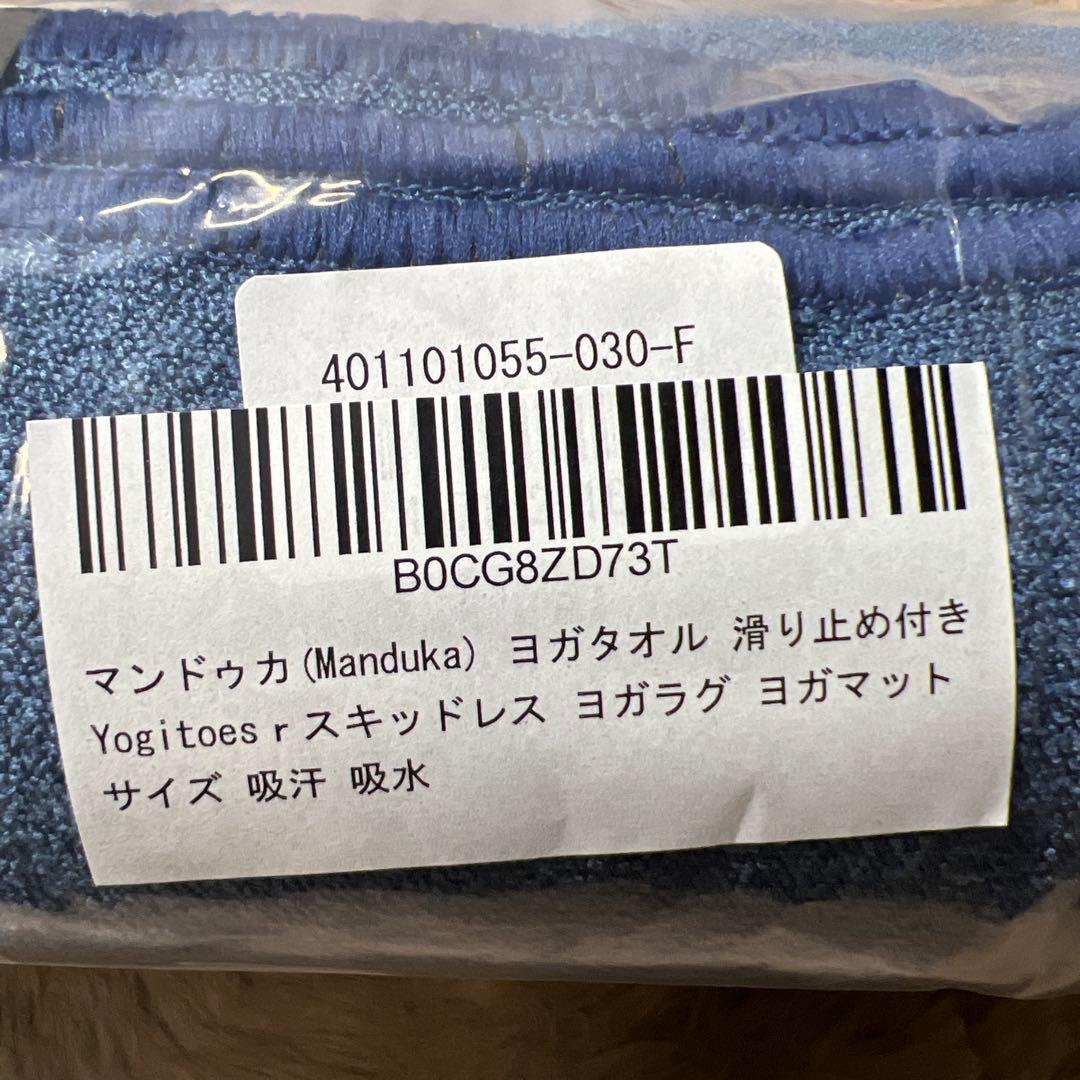 401101055-030-F
B0CG8ZD73T
マンドゥカ(Manduka) ヨガタオル 滑り止め付き
Yogitoes r スキッドレス ヨガラグ ヨガマット
サイズ 吸汗 吸水